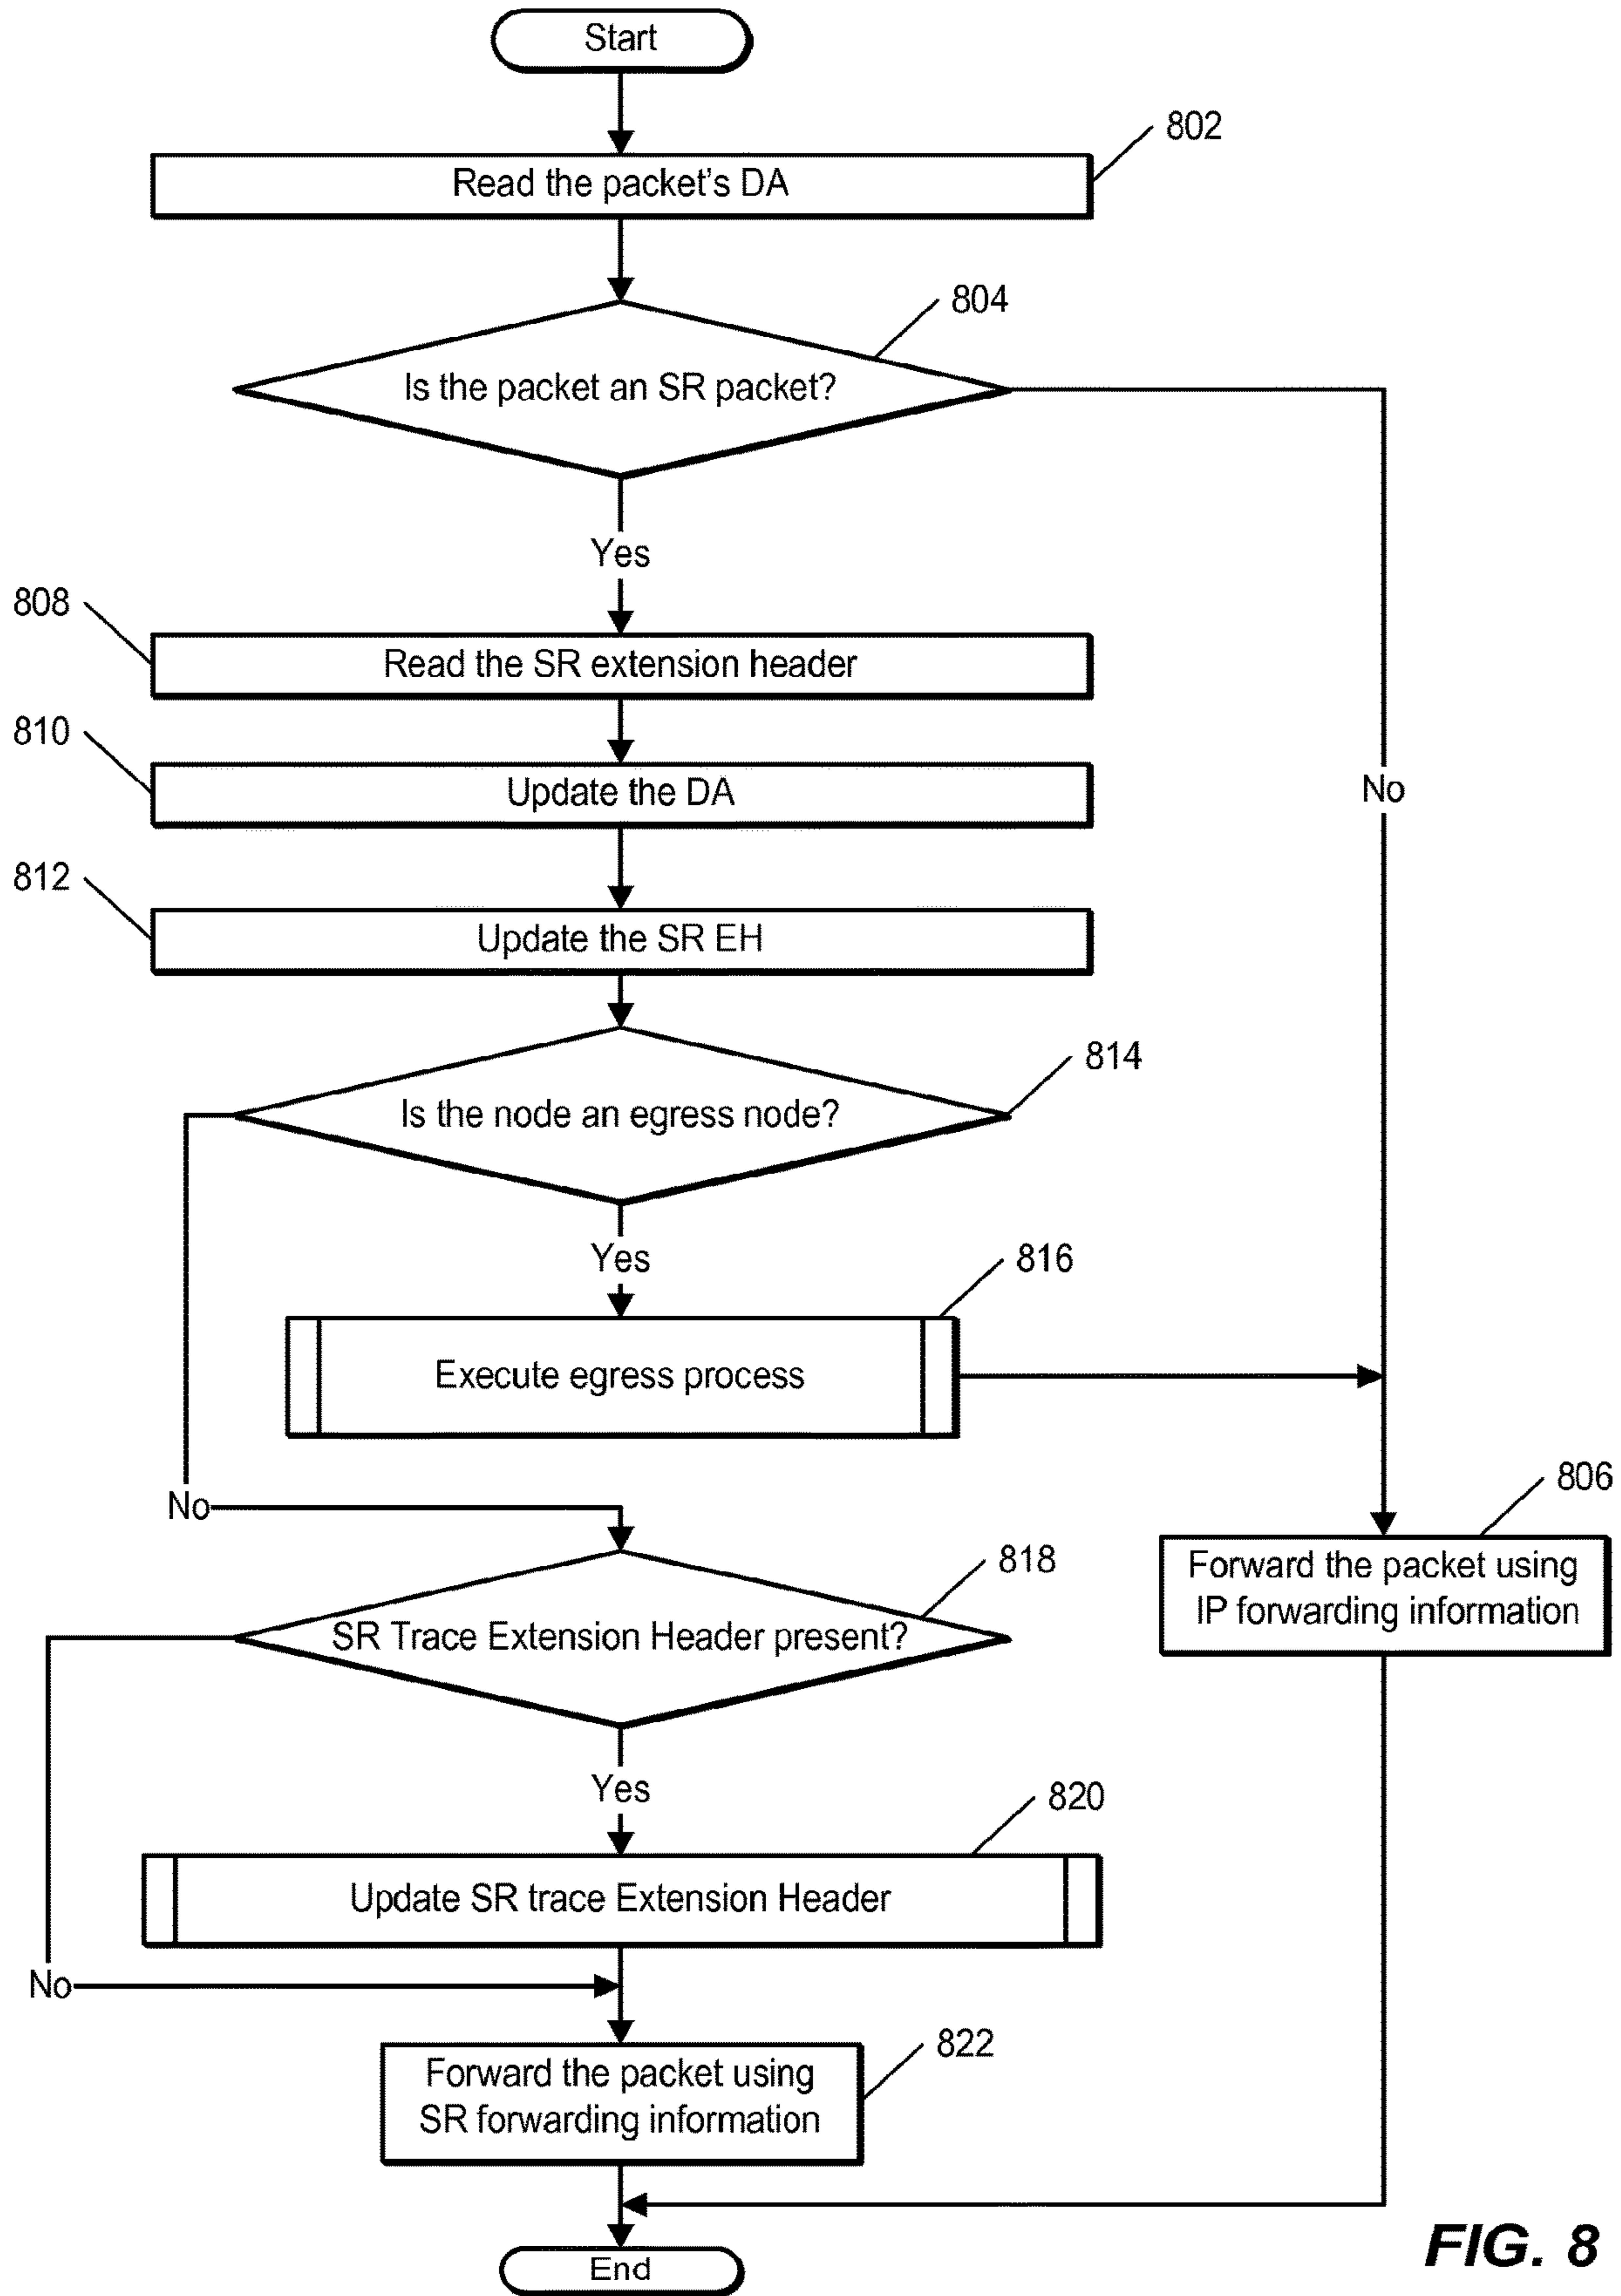 Start
802
Read the packet's DA
804
Is the packet an SR packet?
Yes
808
Read the SR extension header
810
Update the DA
No
812
Update the SR EH
814
Is the node an egress node?
Yes
816
Execute egress process
No
806
Forward the packet using
IP forwarding information
818
SR Trace Extension Header present?
Yes
820
Update SR trace Extension Header
No
822
Forward the packet using
SR forwarding information
End
FIG. 8